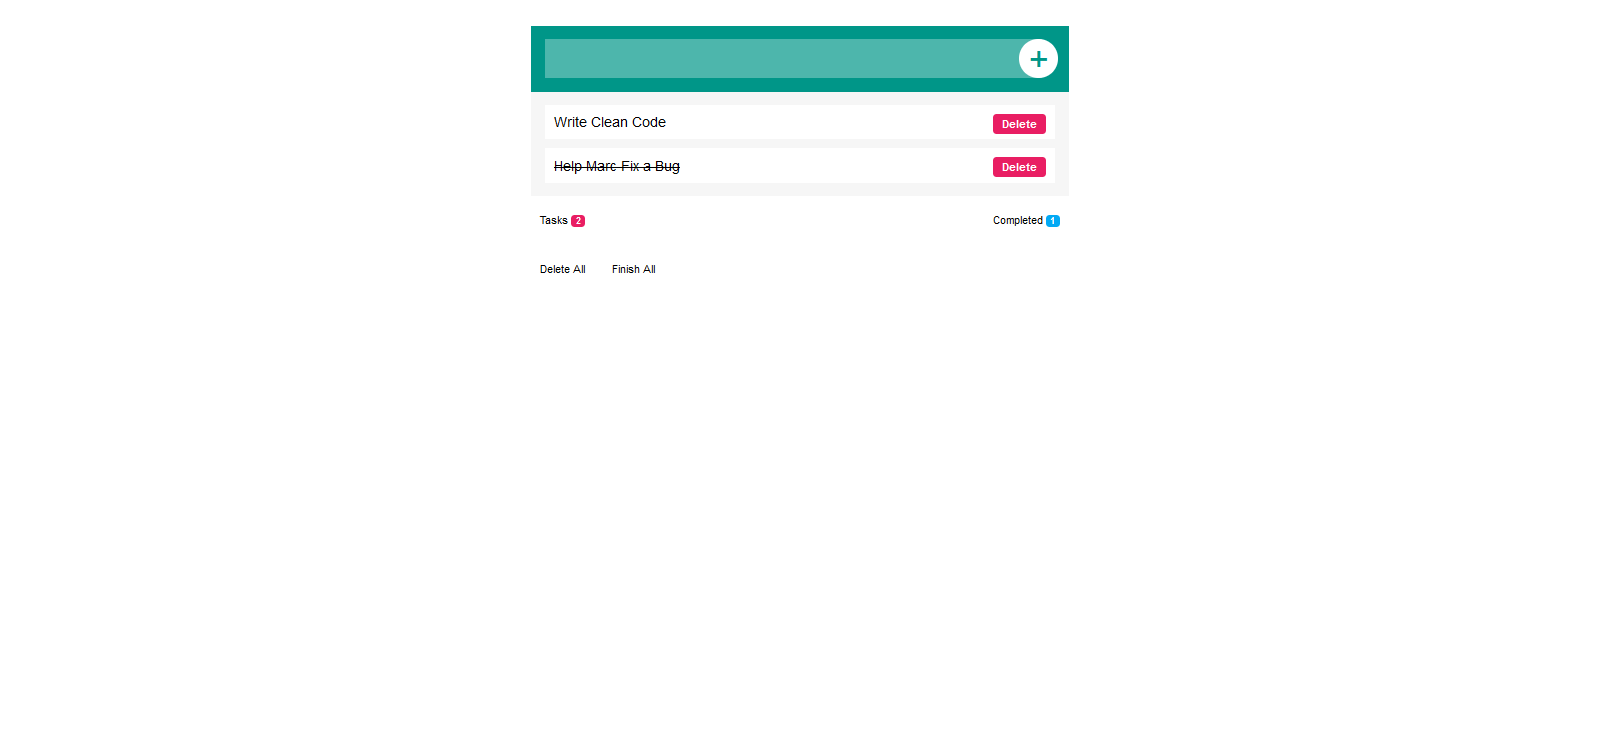 +
Write Clean Code Delete
Help Marc Fix a Bug Delete
Tasks 2 Completed 1
Delete All Finish All